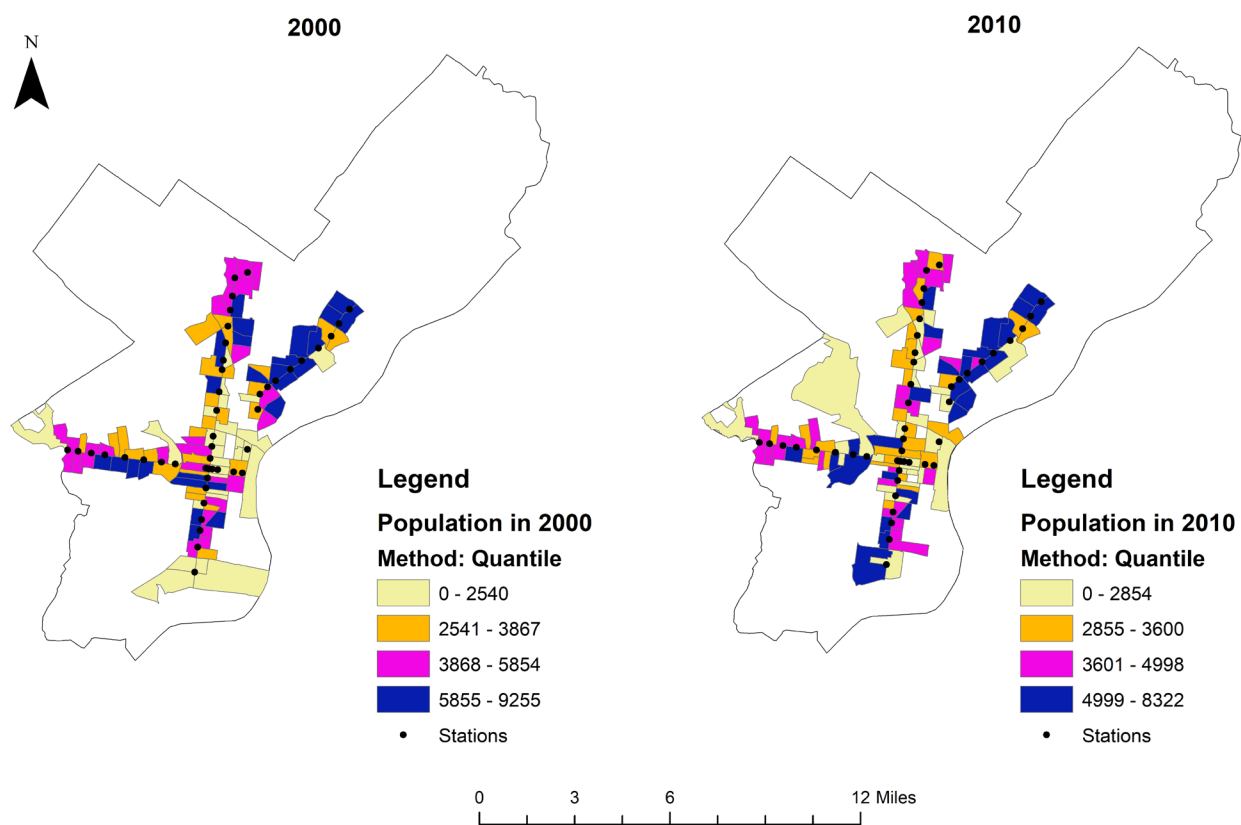 2000
2010
N
Legend
Population in 2000
Method: Quantile
0 - 2540
2541 - 3867
3868 - 5854
5855 - 9255
Stations
Legend
Population in 2010
Method: Quantile
0 - 2854
2855 - 3600
3601 - 4998
4999 - 8322
Stations
0 3 6 12 Miles